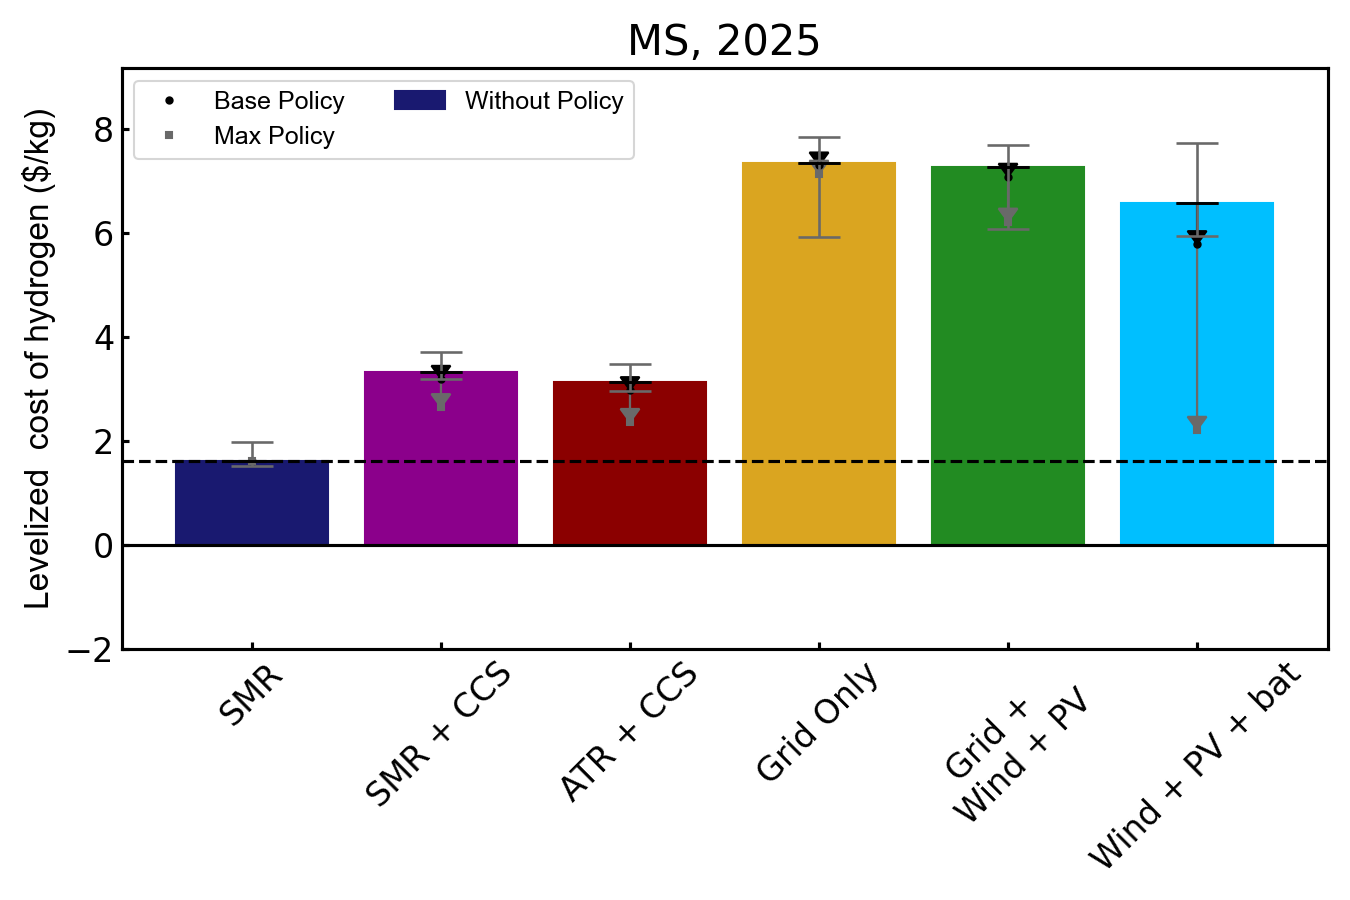 MS, 2025
Base Policy
Max Policy
Without Policy
Levelized  cost of hydrogen ($/kg)
8
6
4
2
0
−2
SMR
SMR + CCS
ATR + CCS
Grid Only
Grid +
Wind + PV
Wind + PV + bat